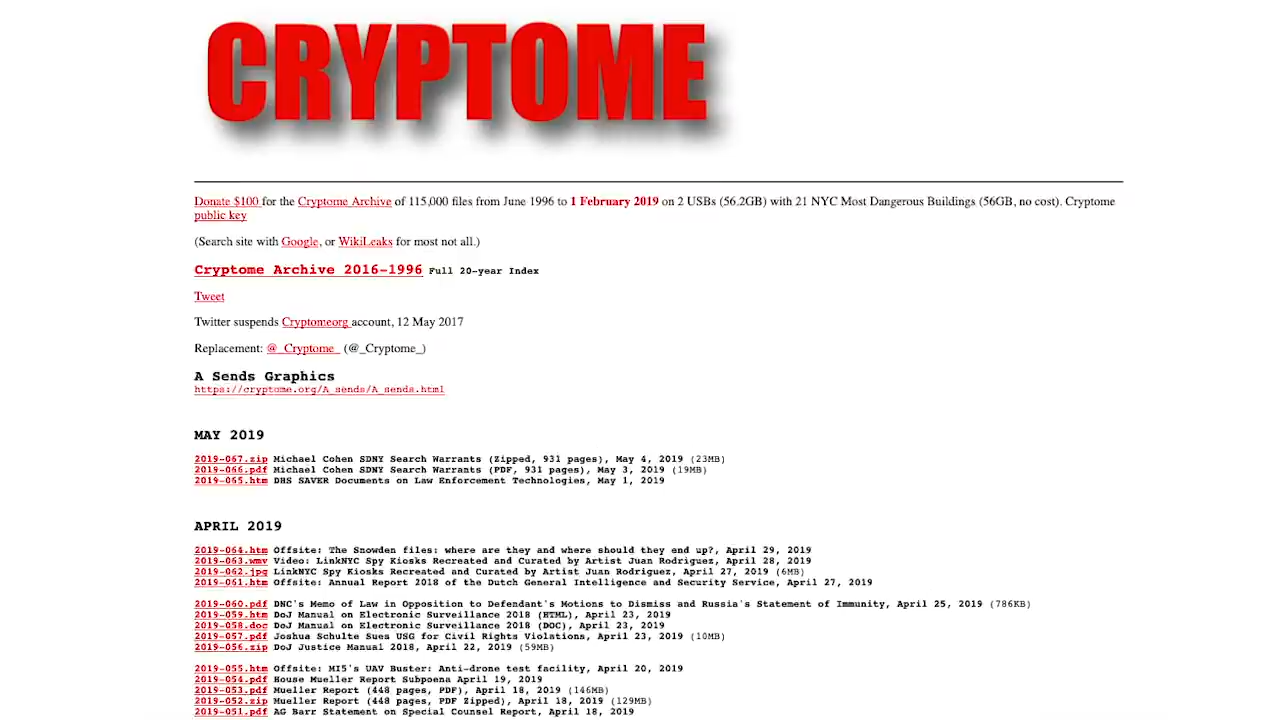 CRYPTOME
Donate $100 for the Cryptome Archive of 115,000 files from June 1996 to 1 February 2019 on 2 USBs (56.2GB) with 21 NYC Most Dangerous Buildings (56GB, no cost). Cryptome
public key
(Search site with Google, or WikiLeaks for most not all.)
Cryptome Archive 2016-1996 Full 20-year Index
Tweet
Twitter suspends Cryptomeorg account, 12 May 2017
Replacement: @_Cryptome_ (@_Cryptome_)
A Sends Graphics
https://cryptome.org/A_sends/A_sends.html
MAY 2019
2019-067.zip Michael Cohen SDNY Search Warrants (Zipped, 931 pages), May 4, 2019 (23MB)
2019-066.pdf Michael Cohen SDNY Search Warrants (PDF, 931 pages), May 3, 2019 (19MB)
2019-065.htm DHS SAVER Documents on Law Enforcement Technologies, May 1, 2019
APRIL 2019
2019-064.htm Offsite: The Snowden files: where are they and where should they end up?, April 29, 2019
2019-063.wmv Video: LinkNYC Spy Kiosks Recreated and Curated by Artist Juan Rodriguez, April 28, 2019
2019-062.jpg LinkNYC Spy Kiosks Recreated and Curated by Artist Juan Rodriguez, April 27, 2019 (6MB)
2019-061.htm Offsite: Annual Report 2018 of the Dutch General Intelligence and Security Service, April 27, 2019
2019-060.pdf DNC's Memo of Law in Opposition to Defendant's Motions to Dismiss and Russia's Statement of Immunity, April 25, 2019 (786KB)
2019-059.htm DoJ Manual on Electronic Surveillance 2018 (HTML), April 23, 2019
2019-058.doc DoJ Manual on Electronic Surveillance 2018 (DOC), April 23, 2019
2019-057.pdf Joshua Schulte Sues USG for Civil Rights Violations, April 23, 2019 (10MB)
2019-056.zip DoJ Justice Manual 2018, April 22, 2019 (59MB)
2019-055.htm Offsite: MI5's UAV Buster: Anti-drone test facility, April 20, 2019
2019-054.pdf House Mueller Report Subpoena April 19, 2019
2019-053.pdf Mueller Report (448 pages, PDF), April 18, 2019 (146MB)
2019-052.zip Mueller Report (448 pages, PDF Zipped), April 18, 2019 (129MB)
2019-051.pdf AG Barr Statement on Special Counsel Report, April 18, 2019